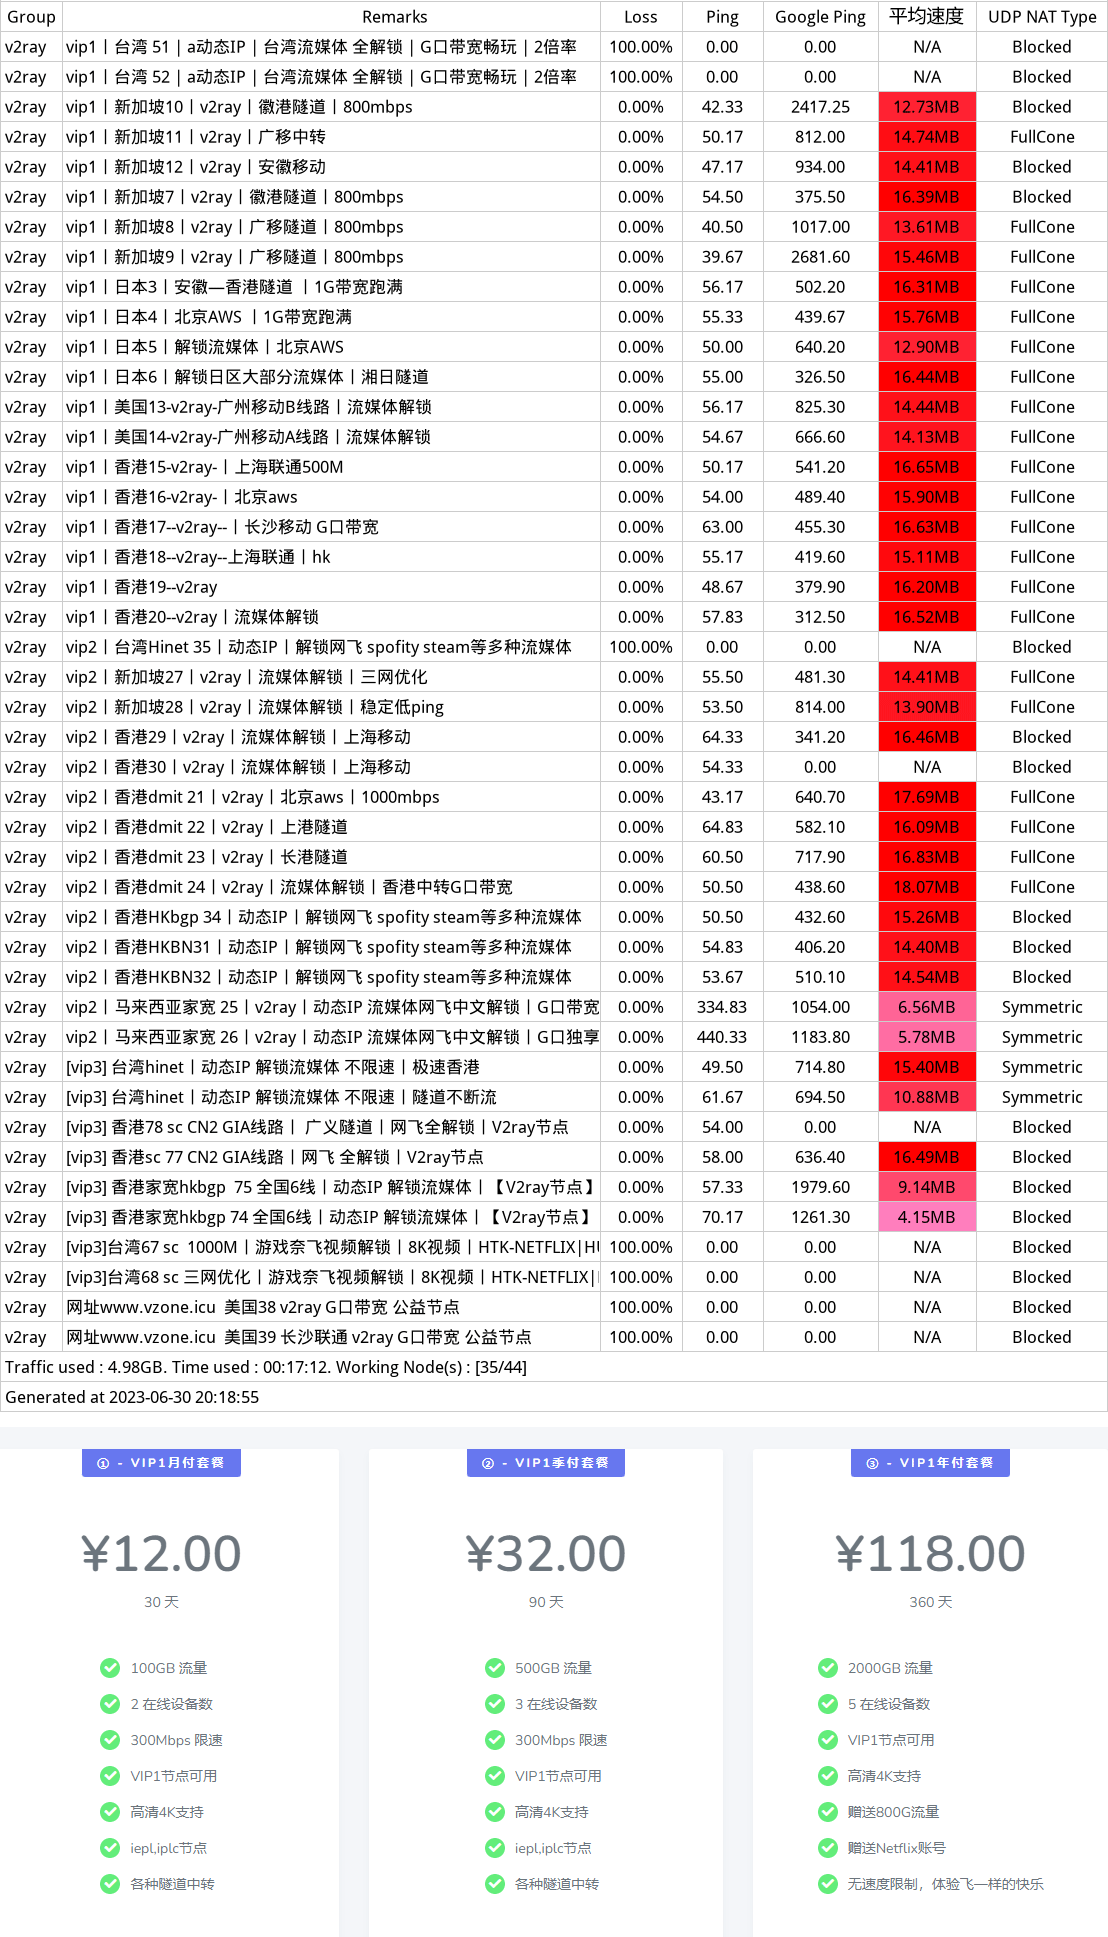 Group Remarks Loss Ping Google Ping 平均速度 UDP NAT Type
v2ray vip1丨台湾 51 | a动态IP | 台湾流媒体 全解锁 | G口带宽畅玩 | 2倍率 100.00% 0.00 0.00 N/A Blocked
v2ray vip1丨台湾 52 | a动态IP | 台湾流媒体 全解锁 | G口带宽畅玩 | 2倍率 100.00% 0.00 0.00 N/A Blocked
v2ray vip1丨新加坡10丨v2ray丨徽港隧道丨800mbps 0.00% 42.33 2417.25 12.73MB Blocked
v2ray vip1丨新加坡11丨v2ray丨广移中转 0.00% 50.17 812.00 14.74MB FullCone
v2ray vip1丨新加坡12丨v2ray丨安徽移动 0.00% 47.17 934.00 14.41MB Blocked
v2ray vip1丨新加坡7丨v2ray丨徽港隧道丨800mbps 0.00% 54.50 375.50 16.39MB Blocked
v2ray vip1丨新加坡8丨v2ray丨广移隧道丨800mbps 0.00% 40.50 1017.00 13.61MB FullCone
v2ray vip1丨新加坡9丨v2ray丨广移隧道丨800mbps 0.00% 39.67 2681.60 15.46MB FullCone
v2ray vip1丨日本3丨安徽—香港隧道 丨1G带宽跑满 0.00% 56.17 502.20 16.31MB FullCone
v2ray vip1丨日本4丨北京AWS 丨1G带宽跑满 0.00% 55.33 439.67 15.76MB FullCone
v2ray vip1丨日本5丨解锁流媒体丨北京AWS 0.00% 50.00 640.20 12.90MB FullCone
v2ray vip1丨日本6丨解锁日区大部分流媒体丨湘日隧道 0.00% 55.00 326.50 16.44MB FullCone
v2ray vip1丨美国13-v2ray-广州移动B线路丨流媒体解锁 0.00% 56.17 825.30 14.44MB FullCone
v2ray vip1丨美国14-v2ray-广州移动A线路丨流媒体解锁 0.00% 54.67 666.60 14.13MB FullCone
v2ray vip1丨香港15-v2ray-丨上海联通500M 0.00% 50.17 541.20 16.65MB FullCone
v2ray vip1丨香港16-v2ray-丨北京aws 0.00% 54.00 489.40 15.90MB FullCone
v2ray vip1丨香港17--v2ray--丨长沙移动 G口带宽 0.00% 63.00 455.30 16.63MB FullCone
v2ray vip1丨香港18--v2ray--上海联通丨hk 0.00% 55.17 419.60 15.11MB FullCone
v2ray vip1丨香港19--v2ray 0.00% 48.67 379.90 16.20MB FullCone
v2ray vip1丨香港20--v2ray丨流媒体解锁 0.00% 57.83 312.50 16.52MB FullCone
v2ray vip2丨台湾Hinet 35丨动态IP丨解锁网飞 spofity steam等多种流媒体 100.00% 0.00 0.00 N/A Blocked
v2ray vip2丨新加坡27丨v2ray丨流媒体解锁丨三网优化 0.00% 55.50 481.30 14.41MB FullCone
v2ray vip2丨新加坡28丨v2ray丨流媒体解锁丨稳定低ping 0.00% 53.50 814.00 13.90MB FullCone
v2ray vip2丨香港29丨v2ray丨流媒体解锁丨上海移动 0.00% 64.33 341.20 16.46MB Blocked
v2ray vip2丨香港30丨v2ray丨流媒体解锁丨上海移动 0.00% 54.33 0.00 N/A Blocked
v2ray vip2丨香港dmit 21丨v2ray丨北京aws丨1000mbps 0.00% 43.17 640.70 17.69MB FullCone
v2ray vip2丨香港dmit 22丨v2ray丨上港隧道 0.00% 64.83 582.10 16.09MB FullCone
v2ray vip2丨香港dmit 23丨v2ray丨长港隧道 0.00% 60.50 717.90 16.83MB FullCone
v2ray vip2丨香港dmit 24丨v2ray丨流媒体解锁丨香港中转G口带宽 0.00% 50.50 438.60 18.07MB FullCone
v2ray vip2丨香港HKbgp 34丨动态IP丨解锁网飞 spofity steam等多种流媒体 0.00% 50.50 432.60 15.26MB Blocked
v2ray vip2丨香港HKBN31丨动态IP丨解锁网飞 spofity steam等多种流媒体 0.00% 54.83 406.20 14.40MB Blocked
v2ray vip2丨香港HKBN32丨动态IP丨解锁网飞 spofity steam等多种流媒体 0.00% 53.67 510.10 14.54MB Blocked
v2ray vip2丨马来西亚家宽 25丨v2ray丨动态IP 流媒体网飞中文解锁丨G口带宽 0.00% 334.83 1054.00 6.56MB Symmetric
v2ray vip2丨马来西亚家宽 26丨v2ray丨动态IP 流媒体网飞中文解锁丨G口独享 0.00% 440.33 1183.80 5.78MB Symmetric
v2ray [vip3] 台湾hinet丨动态IP 解锁流媒体 不限速丨极速香港 0.00% 49.50 714.80 15.40MB Symmetric
v2ray [vip3] 台湾hinet丨动态IP 解锁流媒体 不限速丨隧道不断流 0.00% 61.67 694.50 10.88MB Symmetric
v2ray [vip3] 香港78 sc CN2 GIA线路丨 广义隧道丨网飞全解锁丨V2ray节点 0.00% 54.00 0.00 N/A Blocked
v2ray [vip3] 香港sc 77 CN2 GIA线路丨网飞 全解锁丨V2ray节点 0.00% 58.00 636.40 16.49MB Blocked
v2ray [vip3] 香港家宽hkbgp 75 全国6线丨动态IP 解锁流媒体丨【V2ray节点】 0.00% 57.33 1979.60 9.14MB Blocked
v2ray [vip3] 香港家宽hkbgp 74 全国6线丨动态IP 解锁流媒体丨【V2ray节点】 0.00% 70.17 1261.30 4.15MB Blocked
v2ray [vip3]台湾67 sc 1000M丨游戏奈飞视频解锁丨8K视频丨HTK-NETFLIX|HU 100.00% 0.00 0.00 N/A Blocked
v2ray [vip3]台湾68 sc 三网优化丨游戏奈飞视频解锁丨8K视频丨HTK-NETFLIX| 100.00% 0.00 0.00 N/A Blocked
v2ray 网址www.vzone.icu 美国38 v2ray G口带宽 公益节点 100.00% 0.00 0.00 N/A Blocked
v2ray 网址www.vzone.icu 美国39 长沙联通 v2ray G口带宽 公益节点 100.00% 0.00 0.00 N/A Blocked
Traffic used : 4.98GB. Time used : 00:17:12. Working Node(s) : [35/44]
Generated at 2023-06-30 20:18:55
① - VIP1月付套餐
¥12.00
30 天
100GB 流量
2 在线设备数
300Mbps 限速
VIP1节点可用
高清4K支持
iepl,iplc节点
各种隧道中转
② - VIP1季付套餐
¥32.00
90 天
500GB 流量
3 在线设备数
300Mbps 限速
VIP1节点可用
高清4K支持
iepl,iplc节点
各种隧道中转
③ - VIP1年付套餐
¥118.00
360 天
2000GB 流量
5 在线设备数
VIP1节点可用
高清4K支持
赠送800G流量
赠送Netflix账号
无速度限制，体验飞一样的快乐